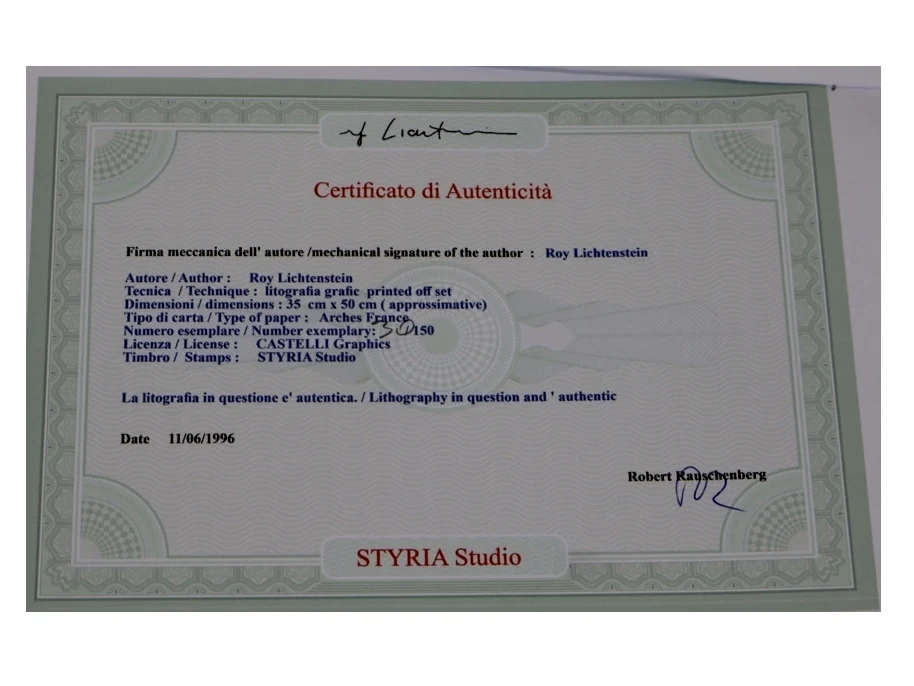 rf Lichtenstein
Certificato di Autenticità
Firma meccanica dell' autore /mechanical signature of the author : Roy Lichtenstein
Autore / Author : Roy Lichtenstein
Tecnica / Technique : litografia grafic printed off set
Dimensioni / dimensions : 35 cm x 50 cm ( approssimative)
Tipo di carta / Type of paper : Arches France
Numero esemplare / Number exemplary: 30/150
Licenza / License : CASTELLI Graphics
Timbro / Stamps : STYRIA Studio
La litografia in questione e' autentica. / Lithography in question and ' authentic
Date 11/06/1996
Robert Rauschenberg
STYRIA Studio